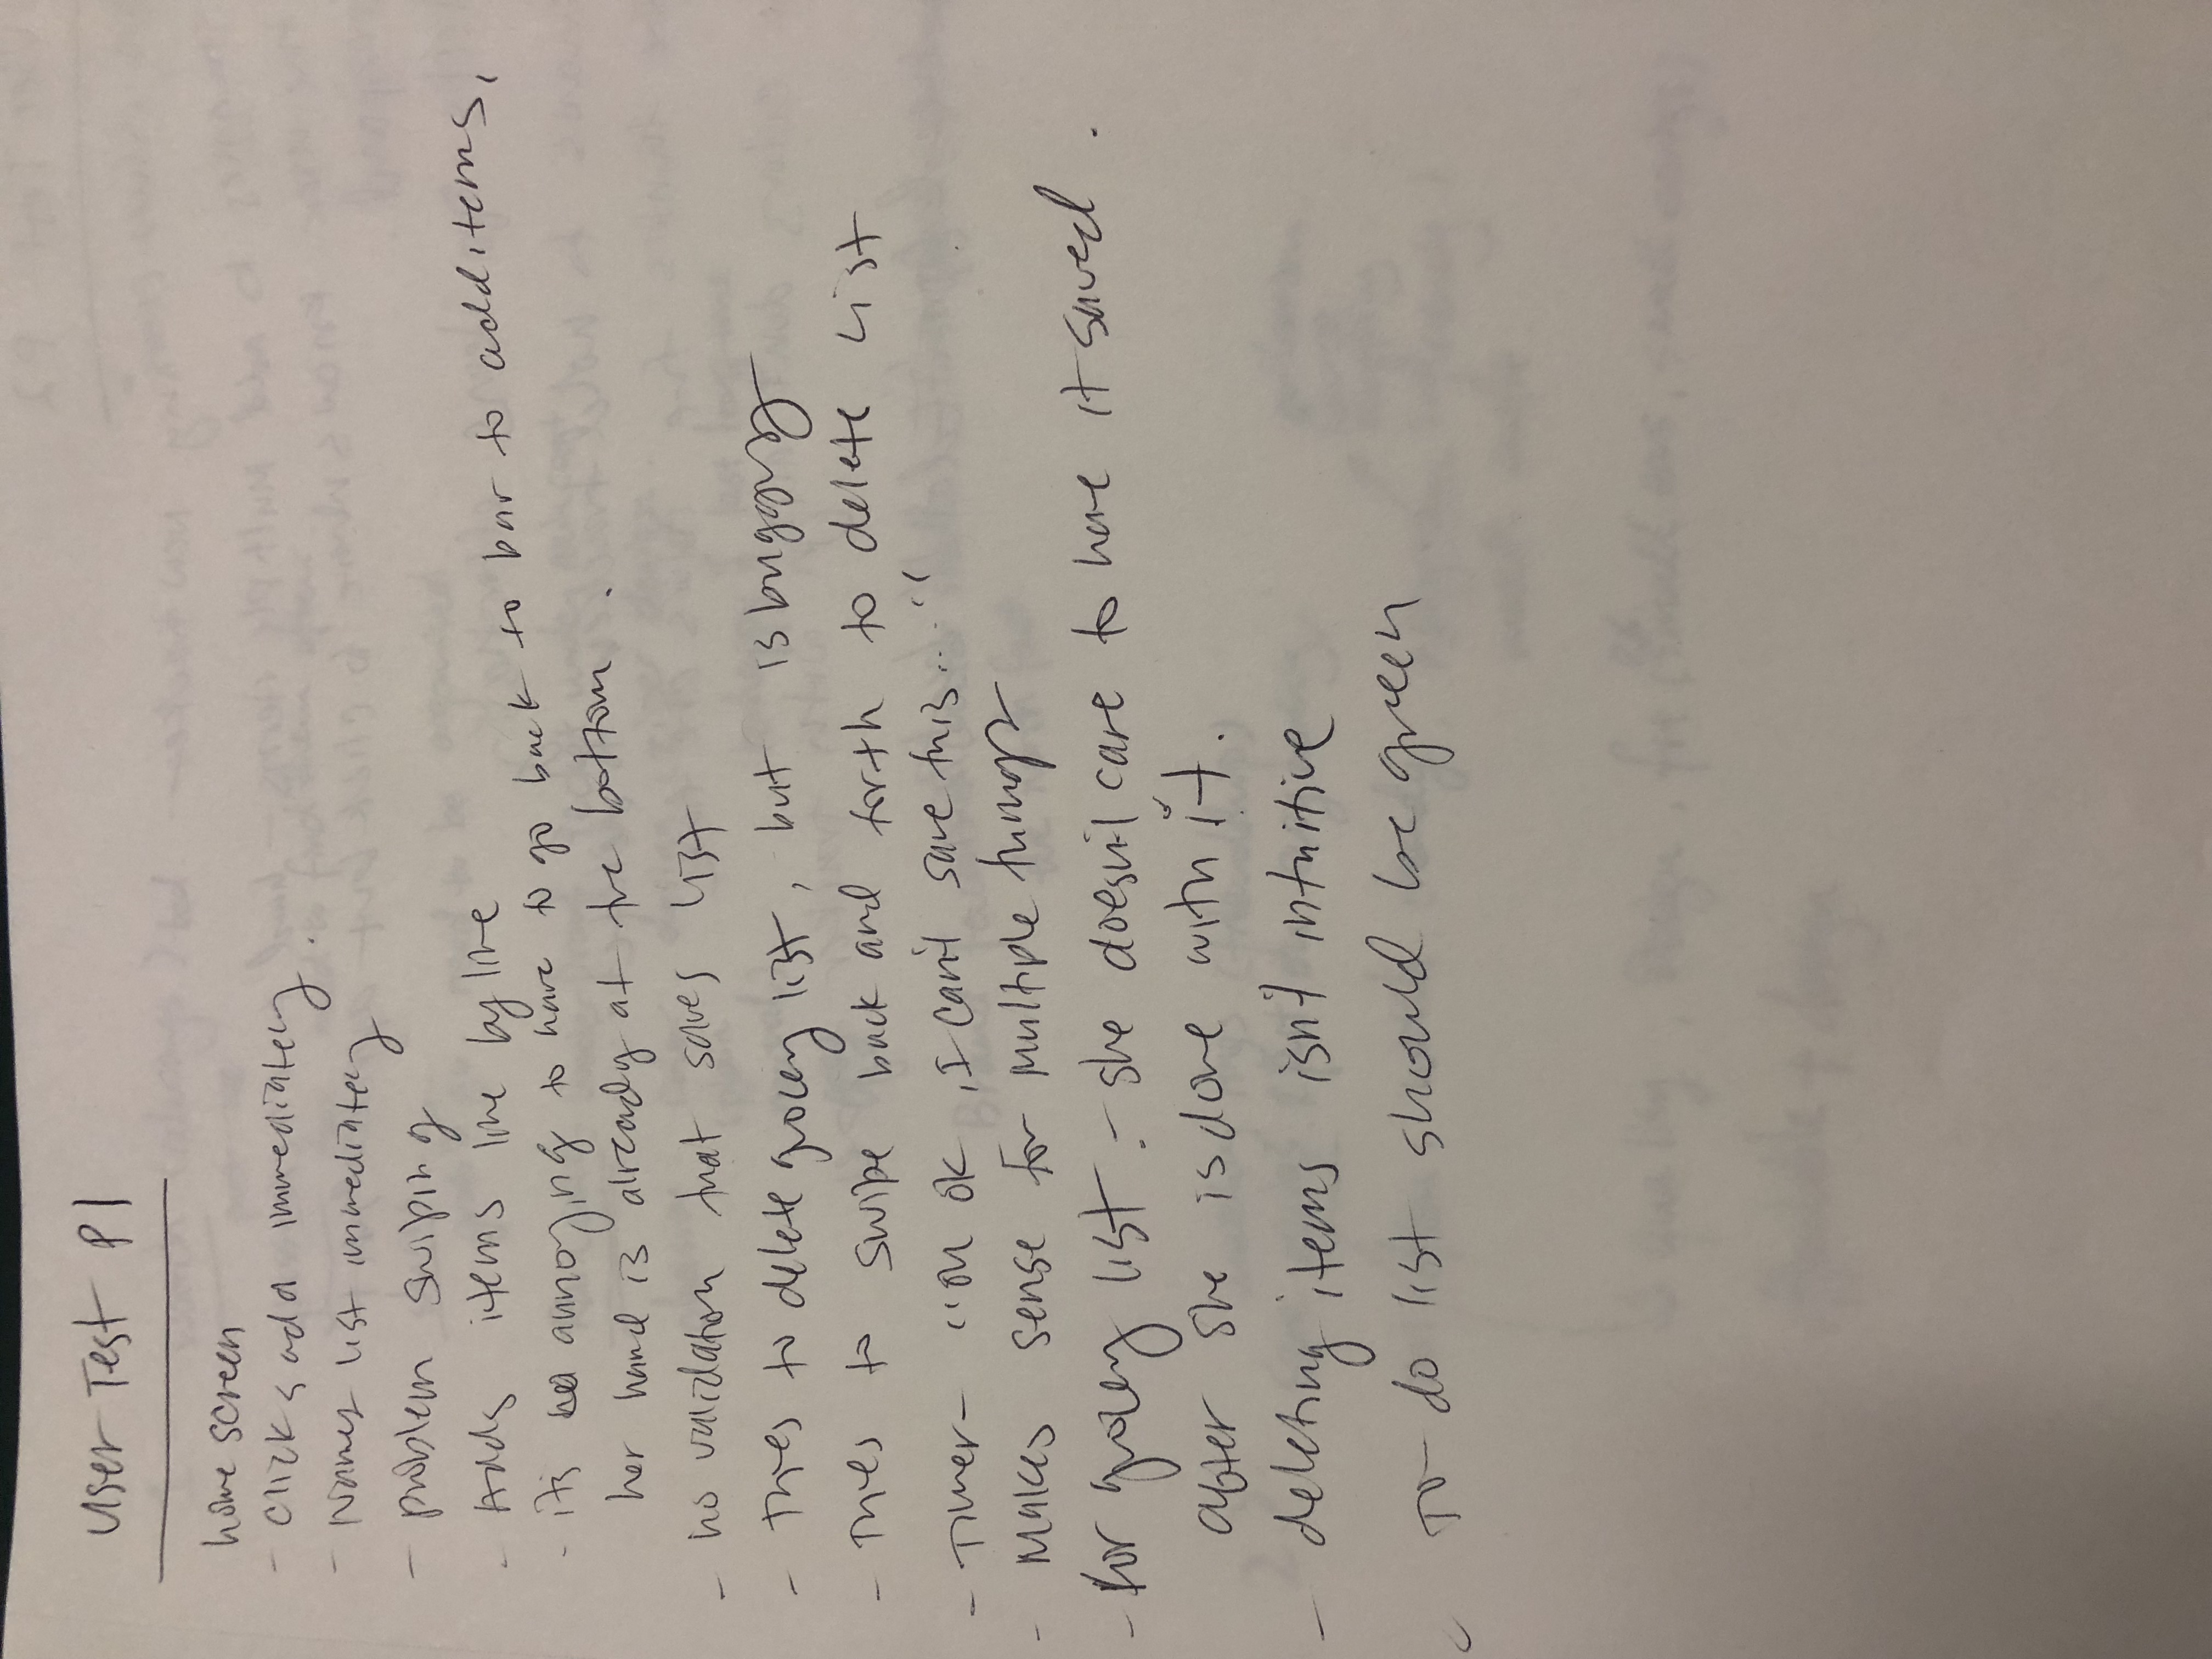 User Test P1
home screen
- clicks add immediately.
- Names list immediately
- problem swiping
- Adds items line by line
- its annoying to have to go back to bar to add items,
her hand is already at the bottom.
- no validation that saves list
- Tries to delete grocery list, but is buggy
- Tries to swipe back and forth to delete list
- Timer - "oh ok, I can't save this..."
- Makes sense for multiple things
- for grocery list - she doesn't care to have it saved.
after she is done with it.
- deleting items isn't intuitive
- To do list should be green